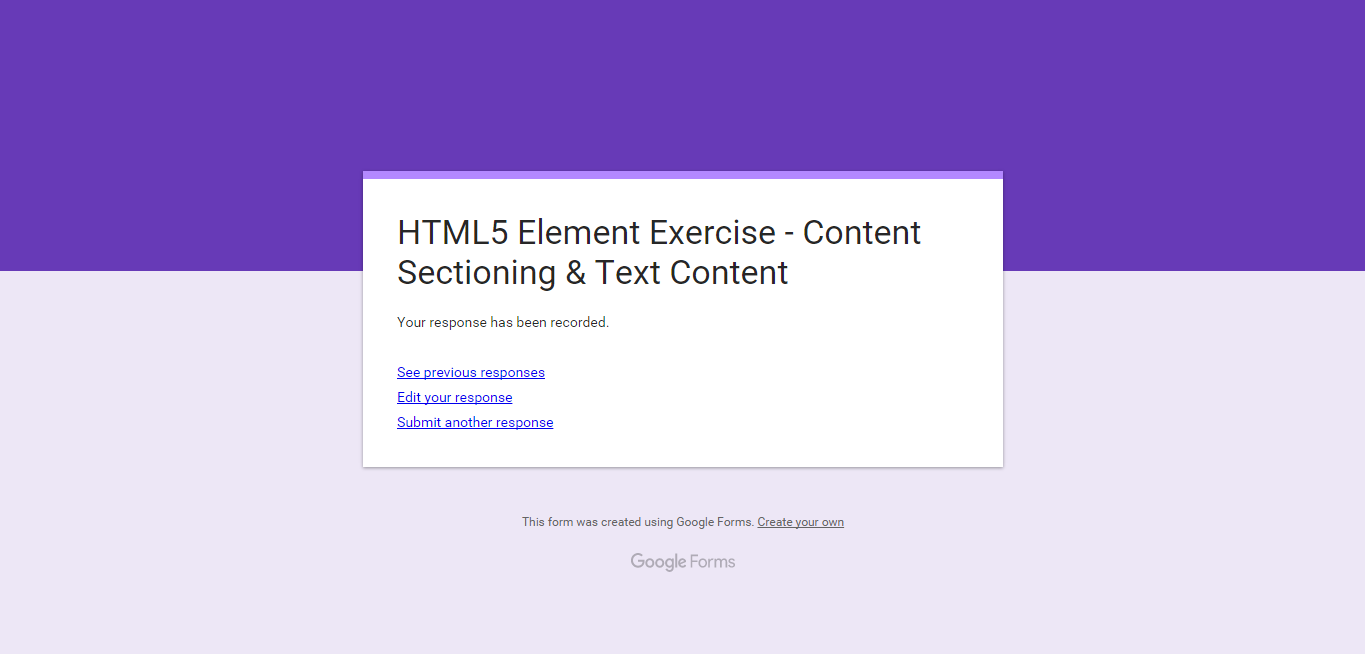 HTML5 Element Exercise - Content
Sectioning & Text Content
Your response has been recorded.
See previous responses
Edit your response
Submit another response
This form was created using Google Forms. Create your own
Google Forms